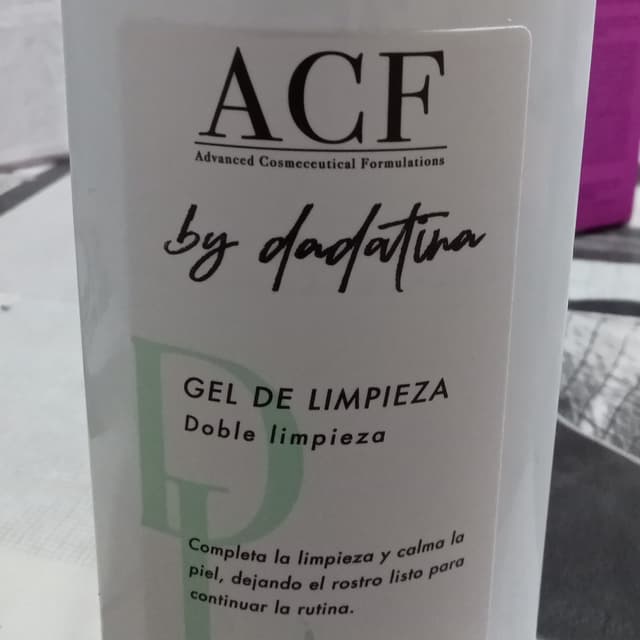 ACF
Advanced Cosmeceutical Formulations
by dadatina
GEL DE LIMPIEZA
Doble limpieza
DL
Completa la limpieza y calma la
piel, dejando el rostro listo para
continuar la rutina.